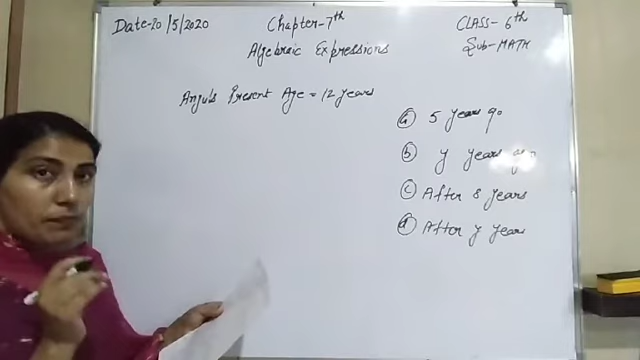 Date-20/5/2020
Chapter-7th
CLASS- 6th
Algebraic Expressions
Sub-MATH
Anju's Present Age = 12 years
(a) 5 years go
(b) y years ago
(c) After 8 years
(d) After y years